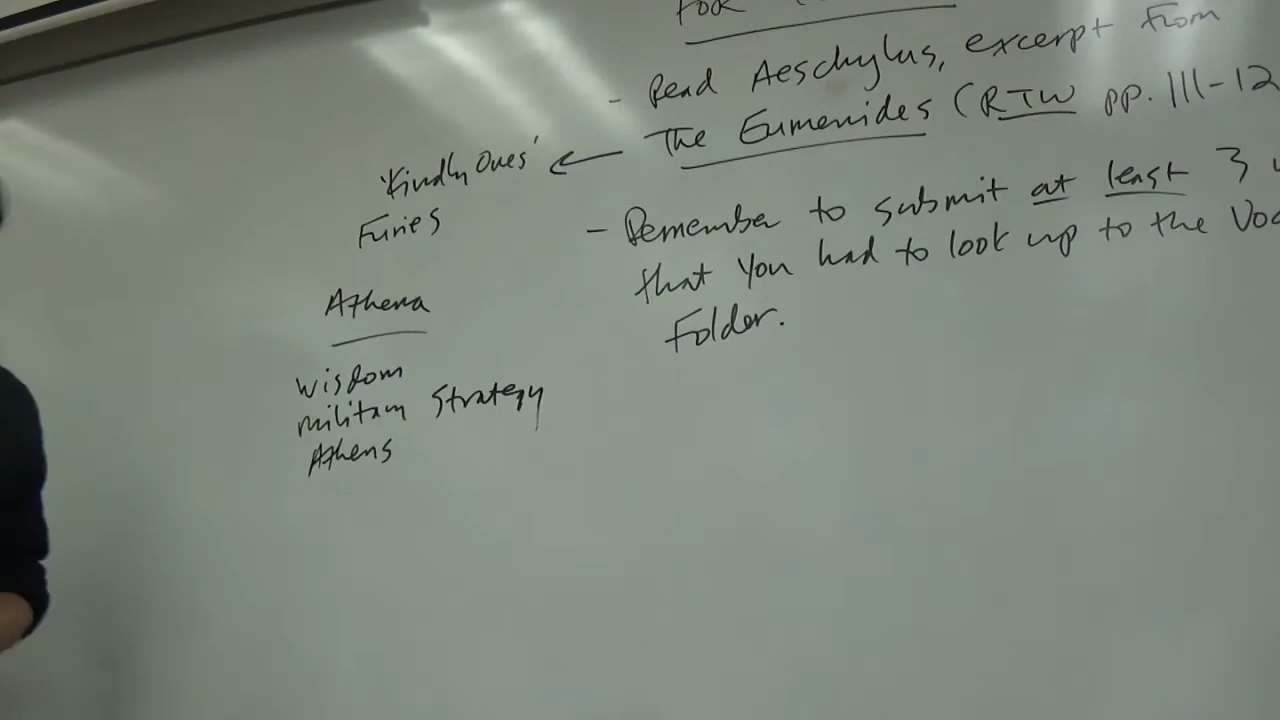 - Read Aeschylus, excerpt from
The Eumenides (RTW pp. 111-12
'Kindly Ones' ←
Furies
- Remember to submit at least 3
that you had to look up to the
Folder.
Athena
Wisdom
Military Strategy
Athens